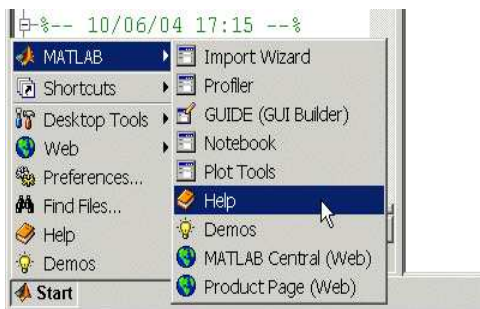 %-- 10/06/04 17:15 --%
MATLAB
Shortcuts
Desktop Tools
Web
Preferences...
Find Files...
Help
Demos
Start
Import Wizard
Profiler
GUIDE (GUI Builder)
Notebook
Plot Tools
Help
Demos
MATLAB Central (Web)
Product Page (Web)